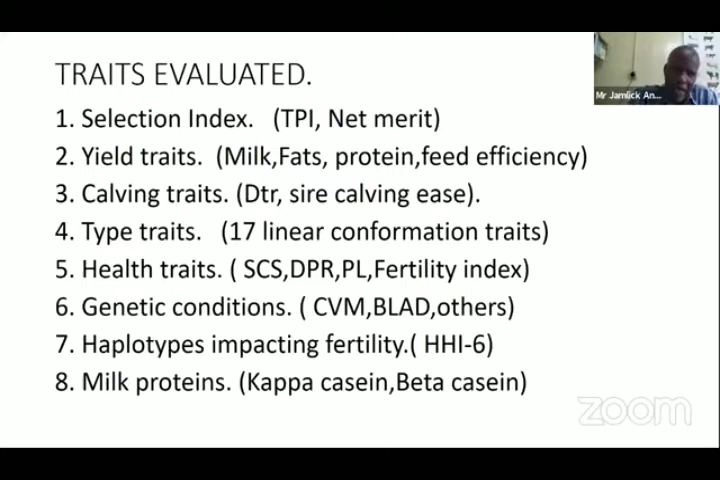 TRAITS EVALUATED.
Mr Jamlick An...
1. Selection Index. (TPI, Net merit)
2. Yield traits. (Milk,Fats, protein,feed efficiency)
3. Calving traits. (Dtr, sire calving ease).
4. Type traits. (17 linear conformation traits)
5. Health traits. ( SCS,DPR,PL,Fertility index)
6. Genetic conditions. ( CVM,BLAD,others)
7. Haplotypes impacting fertility.( HHI-6)
8. Milk proteins. (Kappa casein,Beta casein)
zoom